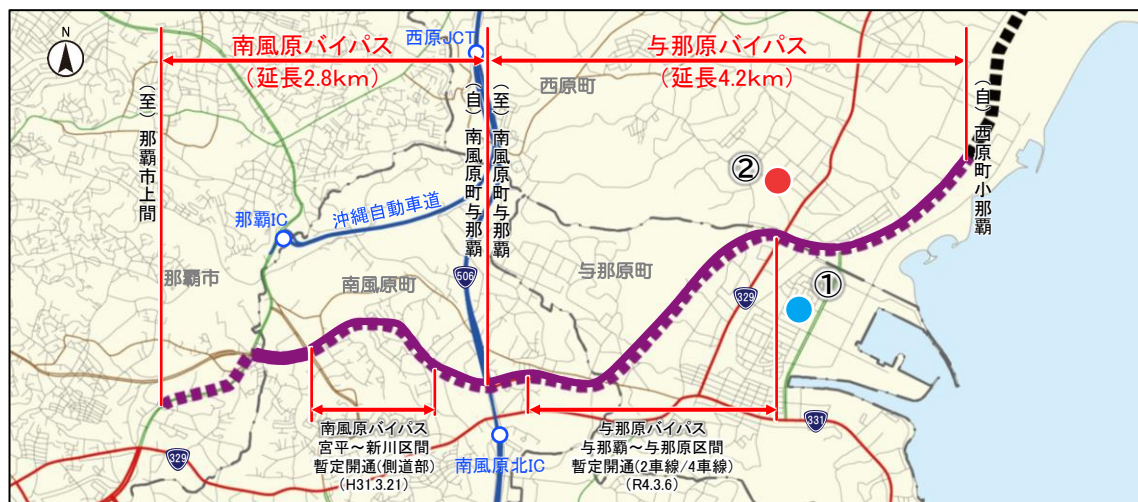 N
南風原バイパス
(延長2.8km)
西原JCT
与那原バイパス
(延長4.2km)
西原町
(至)那覇市上間
(自)南風原町与那覇
(至)南風原町与那覇
(自)西原町小那覇
②
那覇IC
沖縄自動車道
那覇市
南風原町
506
与那原町
329
①
南風原バイパス
宮平～新川区間
暫定開通(側道部)
(H31.3.21)
与那原バイパス
与那覇～与那原区間
暫定開通(2車線/4車線)
(R4.3.6)
331
329
南風原北IC